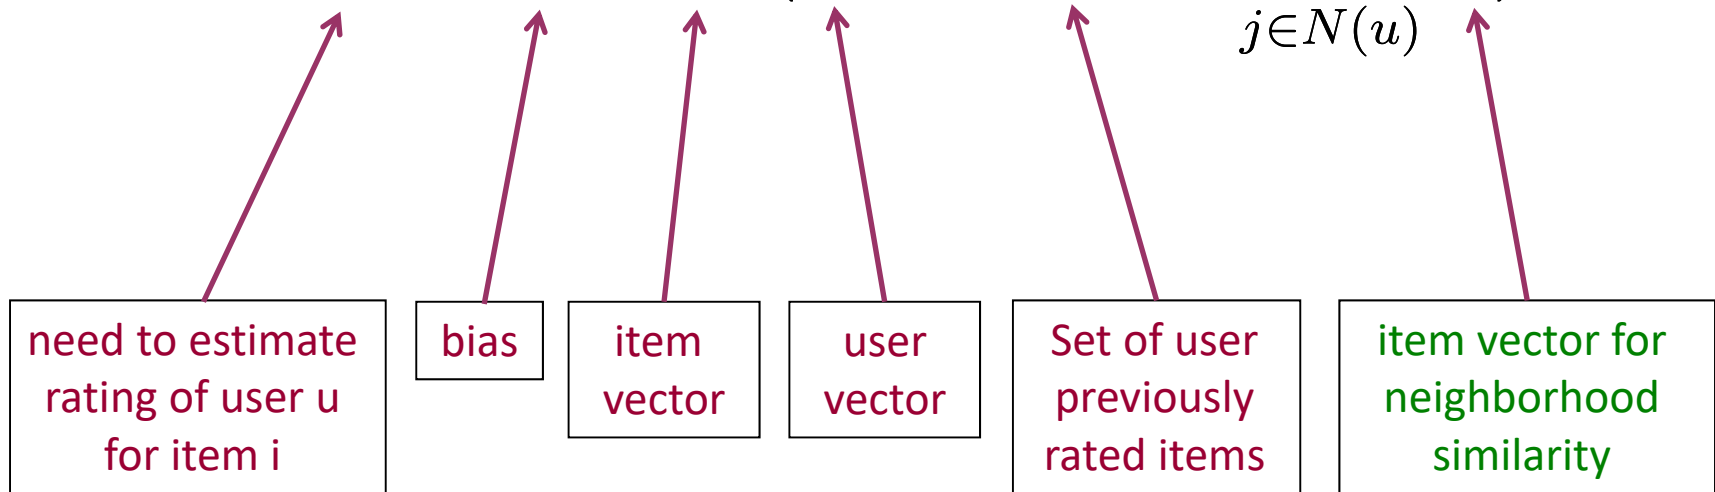 j∈N(u)
need to estimate
rating of user u
for item i
bias
item
vector
user
vector
Set of user
previously
rated items
item vector for
neighborhood
similarity